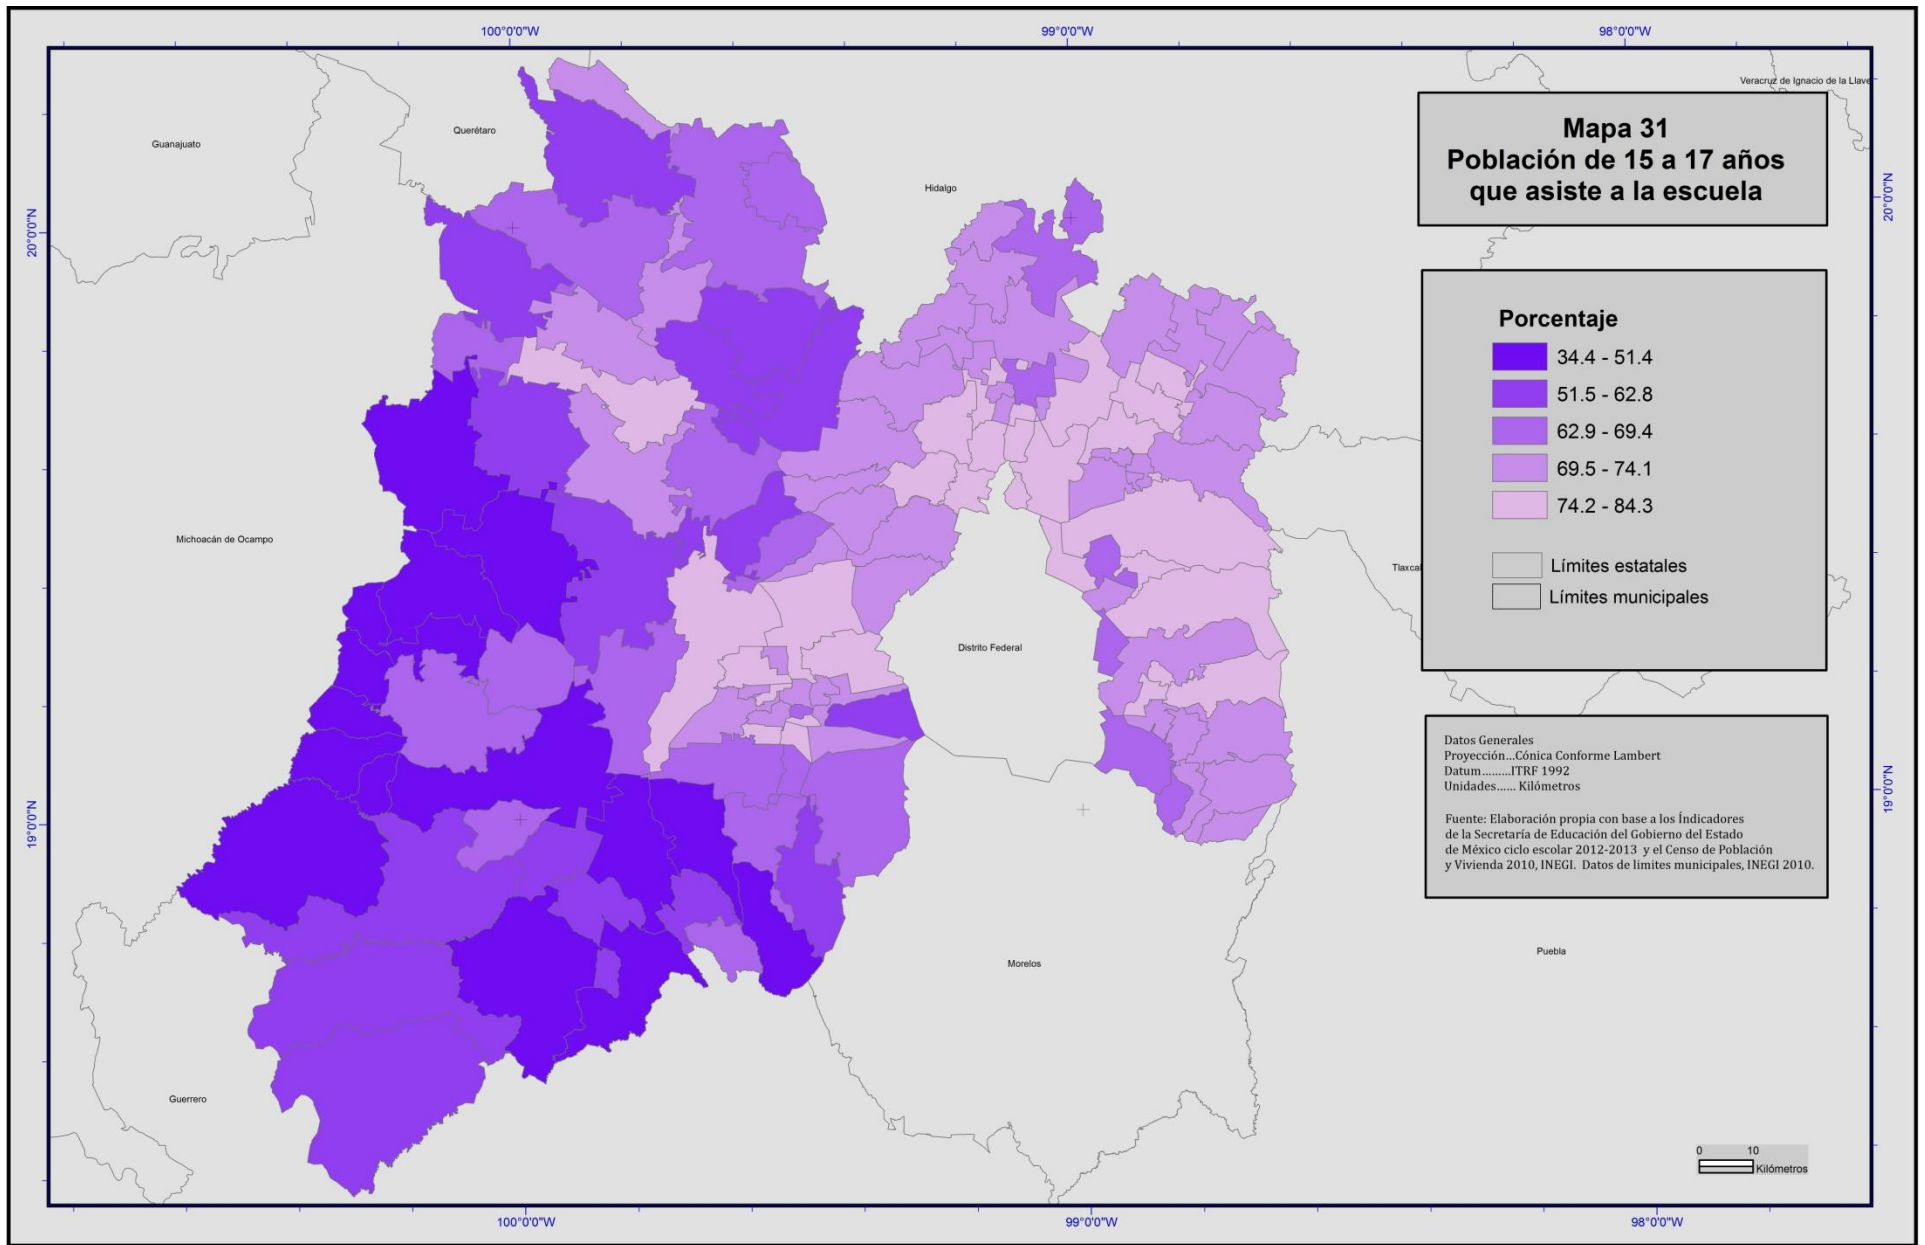 100°0'0"W
99°0'0"W
98°0'0"W
Veracruz de Ignacio de la Llave
Mapa 31
Población de 15 a 17 años
que asiste a la escuela
Querétaro
Guanajuato
Hidalgo
20°0'0"N
20°0'0"N
Porcentaje
34.4 - 51.4
51.5 - 62.8
62.9 - 69.4
69.5 - 74.1
74.2 - 84.3
Límites estatales
Límites municipales
Michoacán de Ocampo
Tlaxcal
Distrito Federal
Datos Generales
Proyección...Cónica Conforme Lambert
Datum.........ITRF 1992
Unidades...... Kilómetros
Fuente: Elaboración propia con base a los Índicadores
de la Secretaría de Educación del Gobierno del Estado
de México ciclo escolar 2012-2013 y el Censo de Población
y Vivienda 2010, INEGI. Datos de limites municipales, INEGI 2010.
19°0'0"N
19°0'0"N
Puebla
Morelos
Guerrero
0 10
Kilómetros
100°0'0"W
99°0'0"W
98°0'0"W